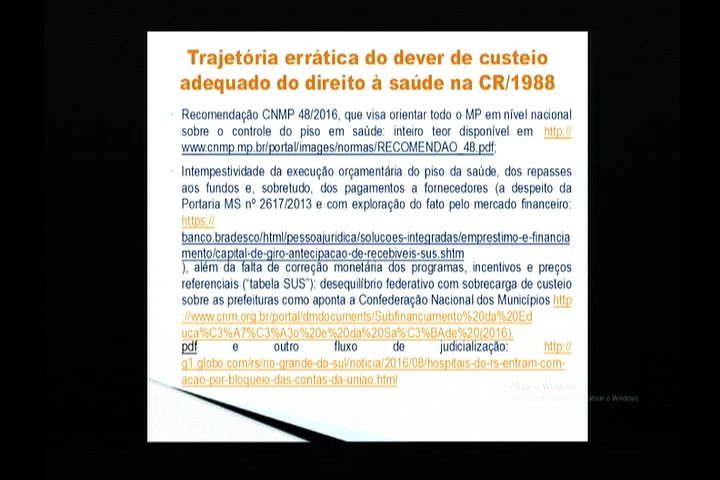 Trajetória errática do dever de custeio
adequado do direito à saúde na CR/1988
Recomendação CNMP 48/2016, que visa orientar todo o MP em nível nacional
sobre o controle do piso em saúde: inteiro teor disponível em http://
www.cnmp.mp.br/portal/images/normas/RECOMENDAO_48.pdf;
Intempestividade da execução orçamentária do piso da saúde, dos repasses
aos fundos e, sobretudo, dos pagamentos a fornecedores (a despeito da
Portaria MS nº 2617/2013 e com exploração do fato pelo mercado financeiro:
https://
banco.bradesco/html/pessoajuridica/solucoes-integradas/emprestimo-e-financia
mento/capital-de-giro-antecipacao-de-recebiveis-sus.shtm
), além da falta de correção monetária dos programas, incentivos e preços
referenciais ("tabela SUS"): desequilíbrio federativo com sobrecarga de custeio
sobre as prefeituras como aponta a Confederação Nacional dos Municípios http
://www.cnm.org.br/portal/dmdocuments/Subfinanciamento%20da%20Ed
uca%C3%A7%C3%A3o%20e%20da%20Sa%C3%BAde%20(2016).
pdf e outro fluxo de judicialização: http://
g1.globo.com/rs/rio-grande-do-sul/noticia/2016/08/hospitais-do-rs-entram-com-
acao-por-bloqueio-das-contas-da-uniao.html
Ativar o Windows
ativar o Windows.